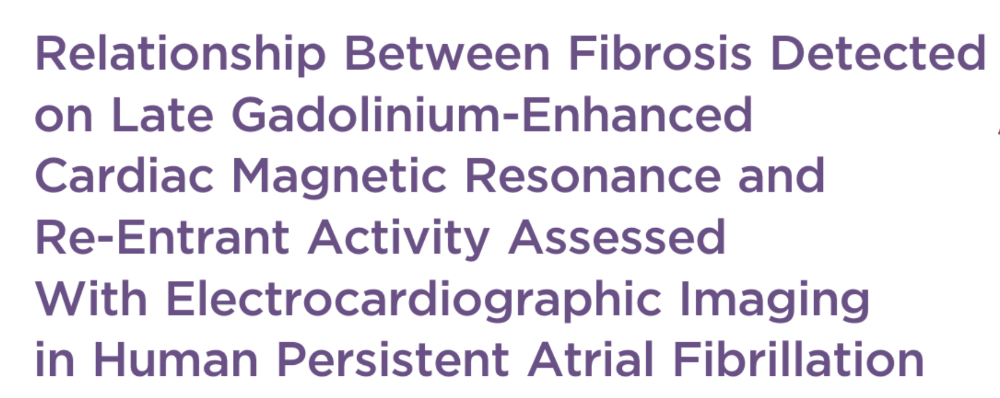 Relationship Between Fibrosis Detected
on Late Gadolinium-Enhanced
Cardiac Magnetic Resonance and
Re-Entrant Activity Assessed
With Electrocardiographic Imaging
in Human Persistent Atrial Fibrillation